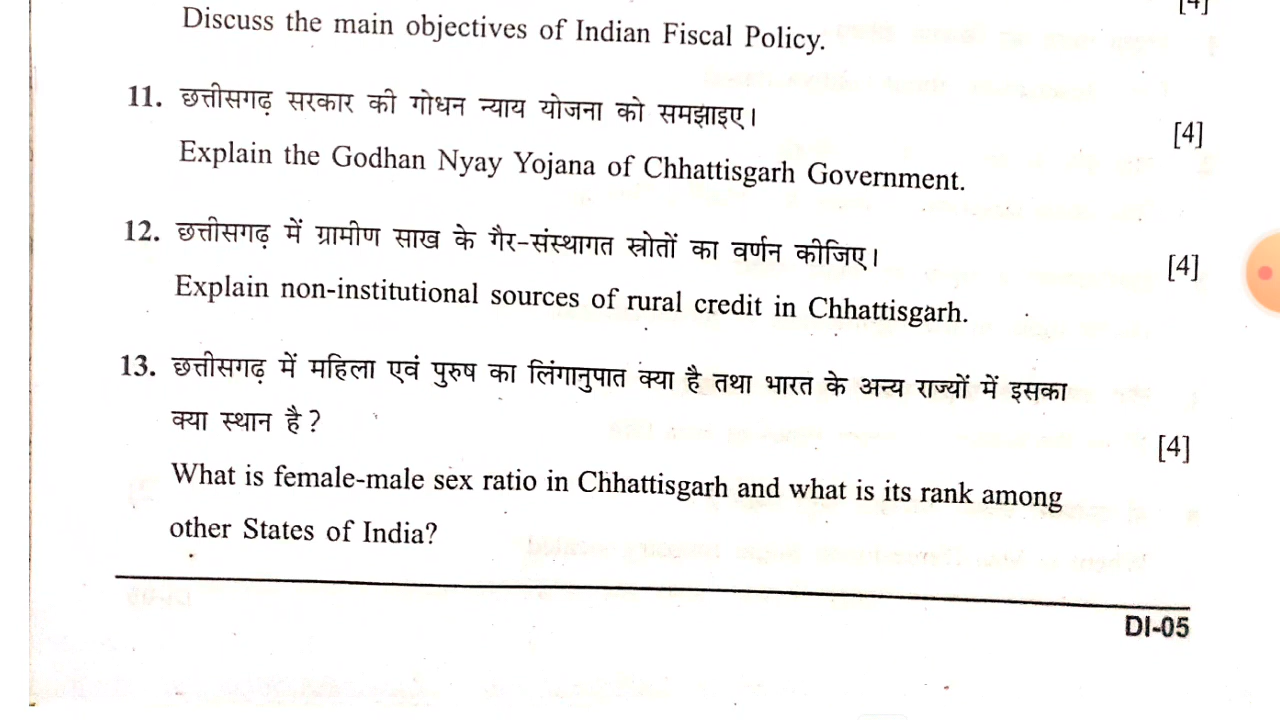 [4]
Discuss the main objectives of Indian Fiscal Policy.
11. छत्तीसगढ़ सरकार की गोधन न्याय योजना को समझाइए।
[4]
Explain the Godhan Nyay Yojana of Chhattisgarh Government.
12. छत्तीसगढ़ में ग्रामीण साख के गैर-संस्थागत स्रोतों का वर्णन कीजिए।
[4]
Explain non-institutional sources of rural credit in Chhattisgarh.
13. छत्तीसगढ़ में महिला एवं पुरुष का लिंगानुपात क्या है तथा भारत के अन्य राज्यों में इसका
क्या स्थान है?
[4]
What is female-male sex ratio in Chhattisgarh and what is its rank among
other States of India?
DI-05